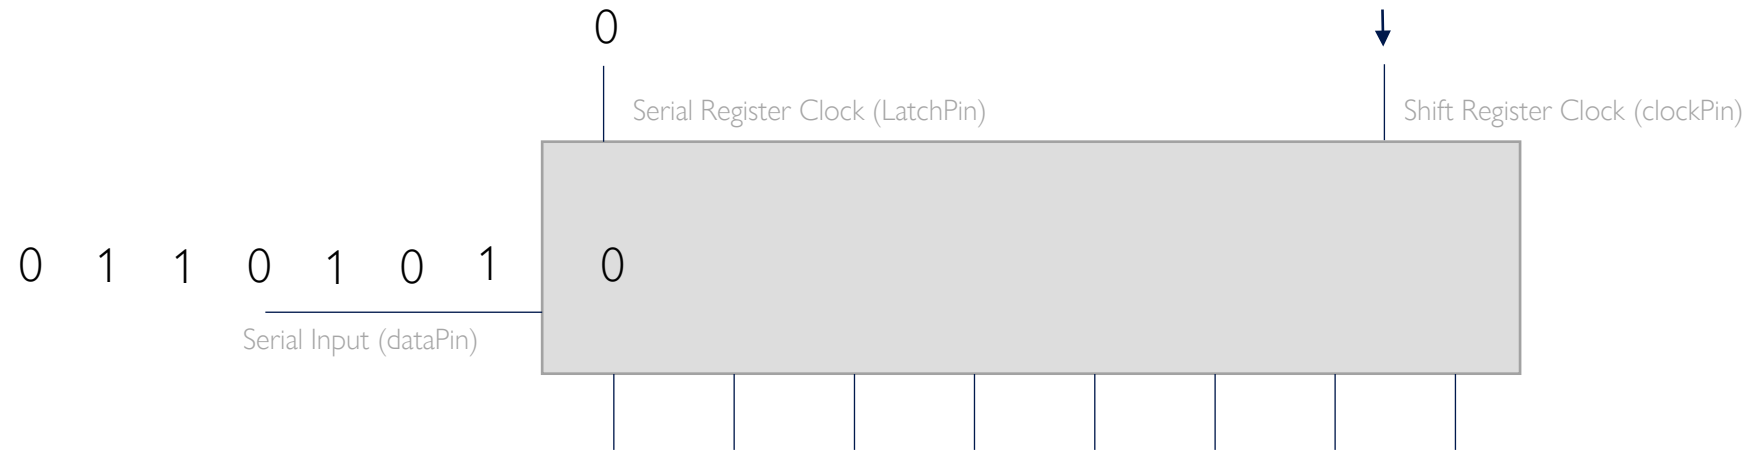 0
Serial Register Clock (LatchPin)
Shift Register Clock (clockPin)
0 1 1 0 1 0 1 0
Serial Input (dataPin)